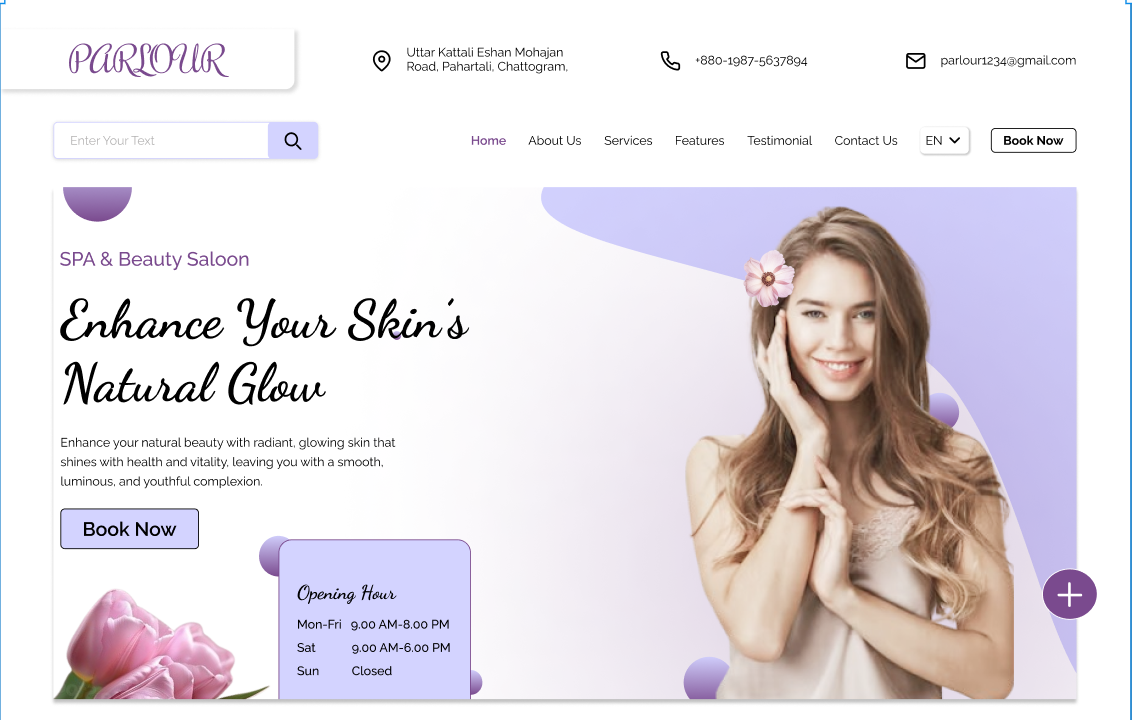 PARLOUR
Uttar Kattali Eshan Mohajan
Road, Pahartali, Chattogram,
+880-1987-5637894
parlour1234@gmail.com
Enter Your Text
Home
About Us
Services
Features
Testimonial
Contact Us
EN
Book Now
SPA & Beauty Saloon
Enhance Your Skin's
Natural Glow
Enhance your natural beauty with radiant, glowing skin that
shines with health and vitality, leaving you with a smooth,
luminous, and youthful complexion.
Book Now
Opening Hour
Mon-Fri 9.00 AM-8.00 PM
Sat 9.00 AM-6.00 PM
Sun Closed